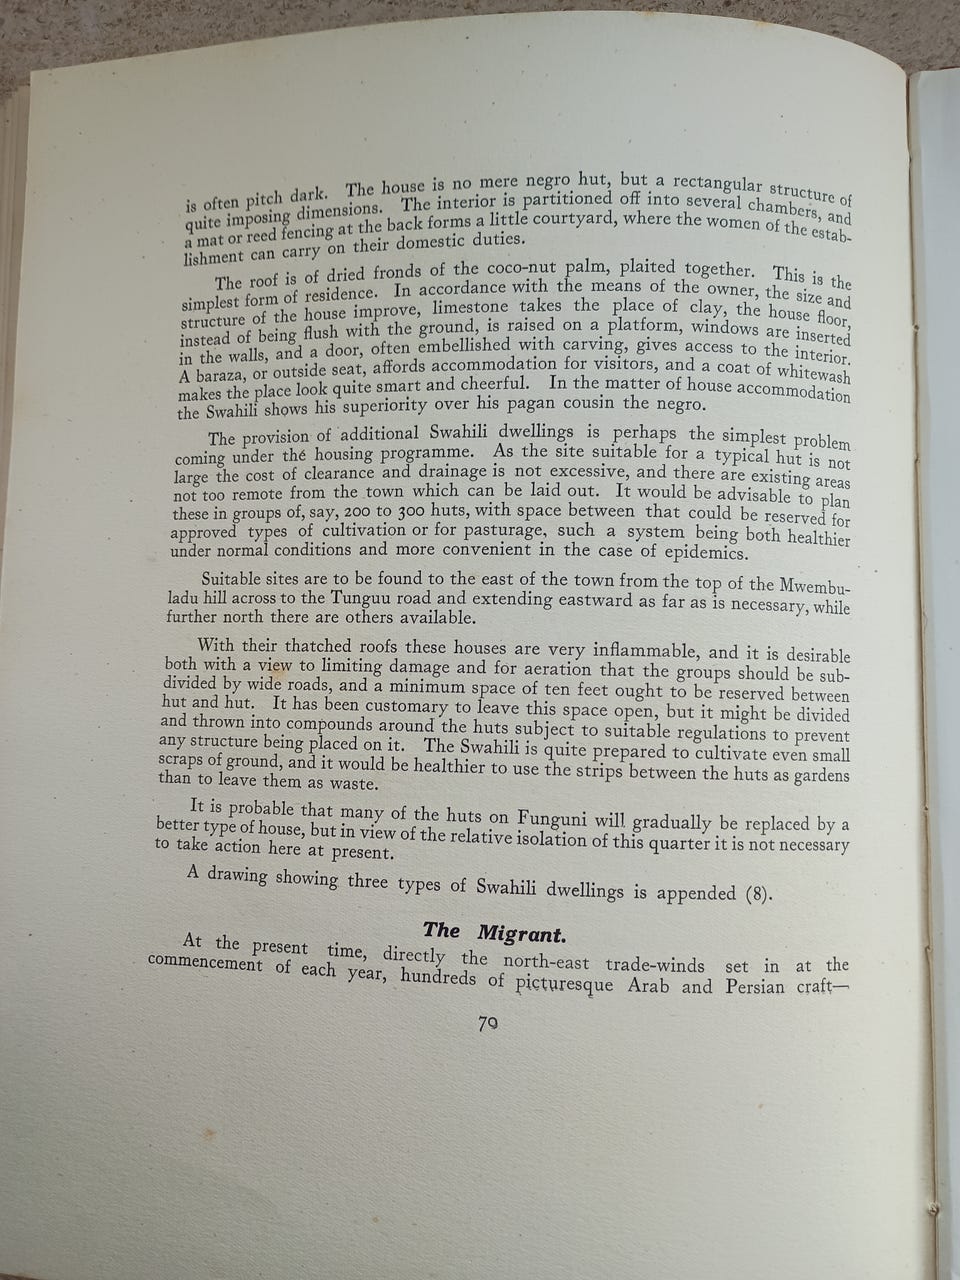 is often pitch dark. The house is no mere negro hut, but a rectangular structure of
quite imposing dimensions. The interior is partitioned off into several chambers, and
a mat or reed fencing at the back forms a little courtyard, where the women of the estab-
lishment can carry on their domestic duties.
The roof is of dried fronds of the coco-nut palm, plaited together. This is the
simplest form of residence. In accordance with the means of the owner, the size and
structure of the house improve, limestone takes the place of clay, the house floor,
instead of being flush with the ground, is raised on a platform, windows are inserted
in the walls, and a door, often embellished with carving, gives access to the interior.
A baraza, or outside seat, affords accommodation for visitors, and a coat of whitewash
makes the place look quite smart and cheerful. In the matter of house accommodation
the Swahili shows his superiority over his pagan cousin the negro.
The provision of additional Swahili dwellings is perhaps the simplest problem
coming under thé housing programme. As the site suitable for a typical hut is not
large the cost of clearance and drainage is not excessive, and there are existing areas
not too remote from the town which can be laid out. It would be advisable to plan
these in groups of, say, 200 to 300 huts, with space between that could be reserved for
approved types of cultivation or for pasturage, such a system being both healthier
under normal conditions and more convenient in the case of epidemics.
Suitable sites are to be found to the east of the town from the top of the Mwembu-
ladu hill across to the Tunguu road and extending eastward as far as is necessary, while
further north there are others available.
With their thatched roofs these houses are very inflammable, and it is desirable
both with a view to limiting damage and for aeration that the groups should be sub-
divided by wide roads, and a minimum space of ten feet ought to be reserved between
hut and hut. It has been customary to leave this space open, but it might be divided
and thrown into compounds around the huts subject to suitable regulations to prevent
any structure being placed on it. The Swahili is quite prepared to cultivate even small
scraps of ground, and it would be healthier to use the strips between the huts as gardens
than to leave them as waste.
It is probable that many of the huts on Funguni will gradually be replaced by a
better type of house, but in view of the relative isolation of this quarter it is not necessary
to take action here at present.
A drawing showing three types of Swahili dwellings is appended (8).
The Migrant.
At the present time, directly the north-east trade-winds set in at the
commencement of each year, hundreds of picturesque Arab and Persian craft—
79